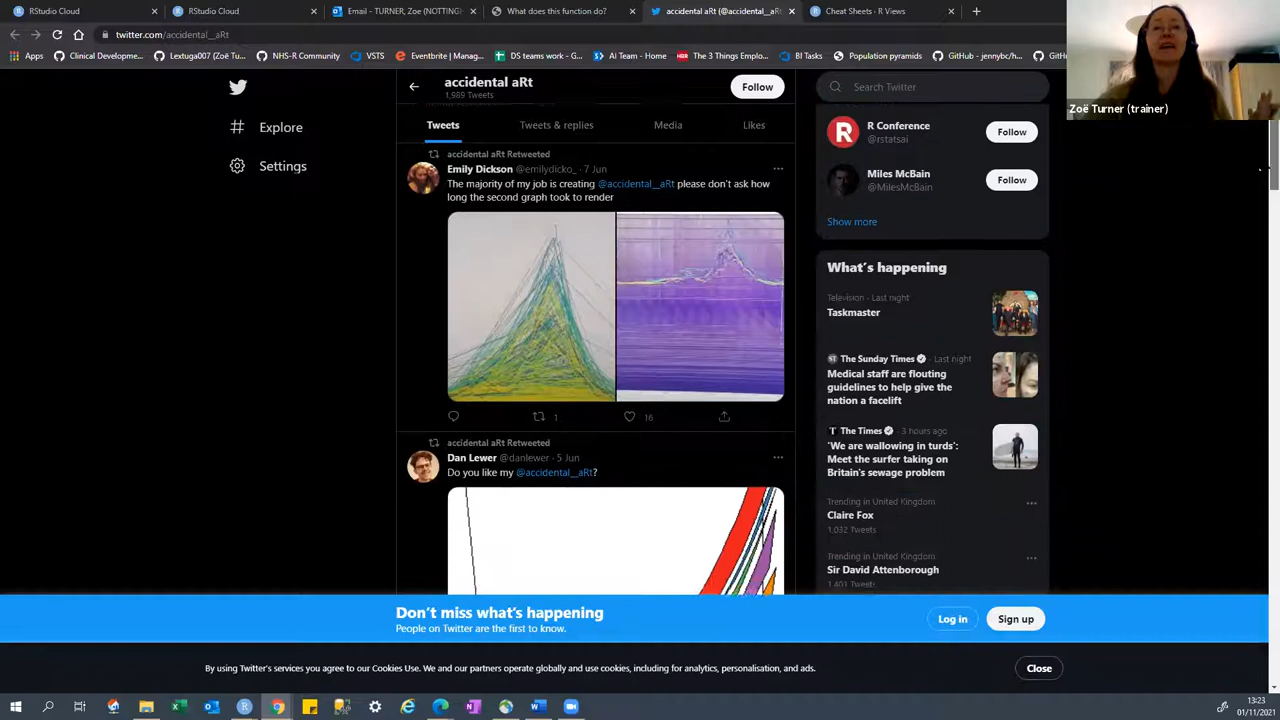 RStudio Cloud
RStudio Cloud
Email - TURNER, Zoe (NOTTING
What does this function do?
accidental aRt (@accidental__aRt
Cheat Sheets - R Views
twitter.com/accidental__aRt
Apps
Clinical Developmen...
Lextuga007 (Zoë Tu...
NHS-R Community
VSTS
Eventbrite | Manage...
DS teams work - G...
AI Team - Home
The 3 Things Emplo...
BI Tasks
Population pyramids
GitHub - jennybc/h...
Zoë Turner (trainer)
Explore
Settings
accidental aRt
1,989 Tweets
Follow
Tweets
Tweets & replies
Media
Likes
accidental aRt Retweeted
Emily Dickson @emilydicko_ · 7 Jun
The majority of my job is creating @accidental__aRt please don't ask how
long the second graph took to render
1
16
accidental aRt Retweeted
Dan Lewer @danlewer · 5 Jun
Do you like my @accidental__aRt?
Search Twitter
R Conference
@rstatsai
Follow
Miles McBain
@MilesMcBain
Follow
Show more
What's happening
Television · Last night
Taskmaster
The Sunday Times · Last night
Medical staff are flouting
guidelines to help give the
nation a facelift
The Times · 3 hours ago
'We are wallowing in turds':
Meet the surfer taking on
Britain's sewage problem
Trending in United Kingdom
Claire Fox
1,032 Tweets
Trending in United Kingdom
Sir David Attenborough
1,401 Tweets
Don't miss what's happening
People on Twitter are the first to know.
Log in
Sign up
By using Twitter's services you agree to our Cookies Use. We and our partners operate globally and use cookies, including for analytics, personalisation, and ads.
Close
13:23
01/11/2021